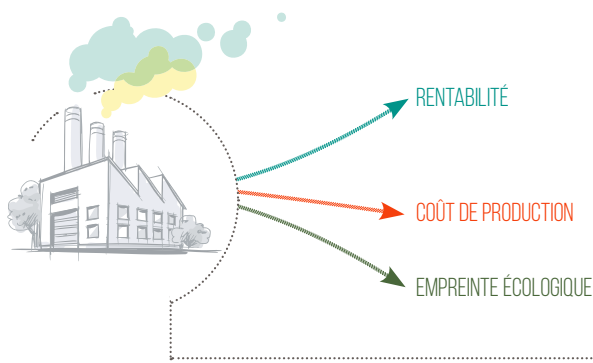 RENTABILITÉ
COÛT DE PRODUCTION
EMPREINTE ÉCOLOGIQUE